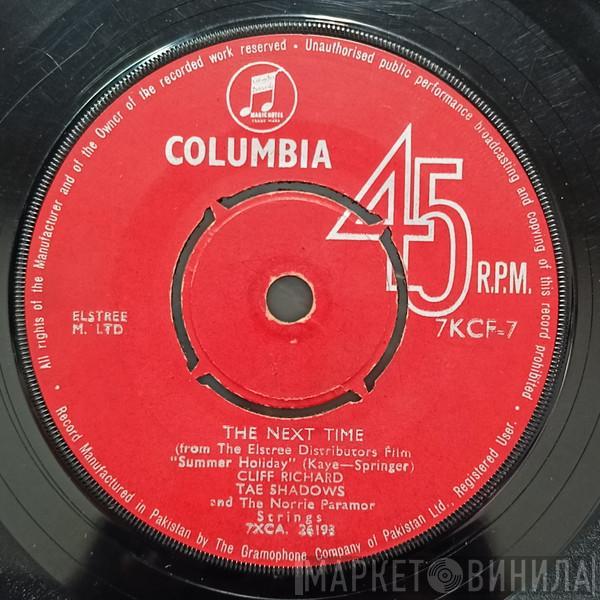 All rights of the Manufacturer and of the Owner of the recorded work reserved • Unauthorised public performance broadcasting and copying of this record prohibited •
MAGIC NOTES
TRADE MARK
COLUMBIA
45
R.P.M.
ELSTREE
M. LTD
7KCF-7
THE NEXT TIME
(from The Elstree Distributors Film
"Summer Holiday" (Kaye—Springer)
CLIFF RICHARD
TAE SHADOWS
and The Norrie Paramor
Strings
7XCA. 26193
Record Manufactured in Pakistan by The Gramophone Company of Pakistan Ltd. Registered User.
МАРКЕТ ВИНИЛА